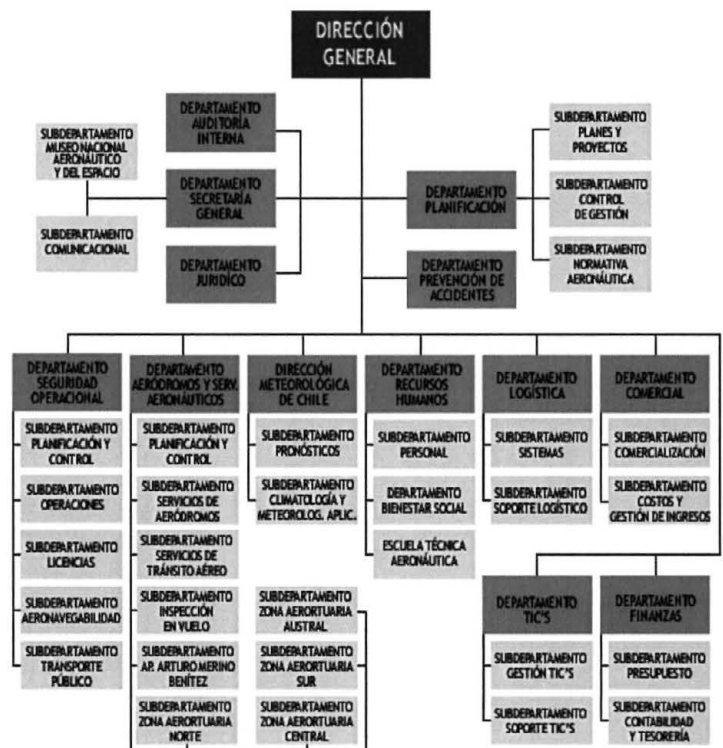 DIRECCIÓN
GENERAL
DEPARTAMENTO
AUDITORÍA
INTERNA
SUBDEPARTAMENTO
MUSEO NACIONAL
AERONÁUTICO
Y DEL ESPACIO
DEPARTAMENTO
SECRETARÍA
GENERAL
SUBDEPARTAMENTO
COMUNICACIONAL
DEPARTAMENTO
JURIDÍCO
SUBDEPARTAMENTO
PLANES Y
PROYECTOS
DEPARTAMENTO
PLANIFICACIÓN
SUBDEPARTAMENTO
CONTROL
DE GESTIÓN
SUBDEPARTAMENTO
NORMATIVA
AERONÁUTICA
DEPARTAMENTO
PREVENCIÓN DE
ACCIDENTES
DEPARTAMENTO
SEGURIDAD
OPERACIONAL
SUBDEPARTAMENTO
PLANIFICACIÓN Y
CONTROL
SUBDEPARTAMENTO
OPERACIONES
SUBDEPARTAMENTO
LICENCIAS
SUBDEPARTAMENTO
AERONAVEGABILIDAD
SUBDEPARTAMENTO
TRANSPORTE
PÚBLICO
DEPARTAMENTO
AERÓDROMOS Y SERV.
AERONÁUTICOS
SUBDEPARTAMENTO
PLANIFICACIÓN Y
CONTROL
SUBDEPARTAMENTO
SERVICIOS DE
AERÓDROMOS
SUBDEPARTAMENTO
SERVICIOS DE
TRÁNSITO AÉREO
SUBDEPARTAMENTO
INSPECCIÓN
EN VUELO
SUBDEPARTAMENTO
AP. ARTURO MERINO
BENÍTEZ
SUBDEPARTAMENTO
ZONA AERORTUARIA
NORTE
DIRECCIÓN
METEOROLÓGICA
DE CHILE
SUBDEPARTAMENTO
PRONÓSTICOS
SUBDEPARTAMENTO
CLIMATOLOGÍA Y
METEOROLOG. APLIC.
SUBDEPARTAMENTO
ZONA AERORTUARIA
AUSTRAL
SUBDEPARTAMENTO
ZONA AERORTUARIA
SUR
SUBDEPARTAMENTO
ZONA AERORTUARIA
CENTRAL
DEPARTAMENTO
RECURSOS
HUMANOS
SUBDEPARTAMENTO
PERSONAL
DEPARTAMENTO
BIENESTAR SOCIAL
ESCUELA TÉCNICA
AERONÁUTICA
DEPARTAMENTO
LOGÍSTICA
SUBDEPARTAMENTO
SISTEMAS
SUBDEPARTAMENTO
SOPORTE LOGÍSTICO
DEPARTAMENTO
COMERCIAL
SUBDEPARTAMENTO
COMERCIALIZACIÓN
SUBDEPARTAMENTO
COSTOS Y
GESTIÓN DE INGRESOS
DEPARTAMENTO
TIC'S
SUBDEPARTAMENTO
GESTIÓN TIC'S
SUBDEPARTAMENTO
SOPORTE TIC'S
DEPARTAMENTO
FINANZAS
SUBDEPARTAMENTO
PRESUPUESTO
SUBDEPARTAMENTO
CONTABILIDAD
Y TESORERÍA